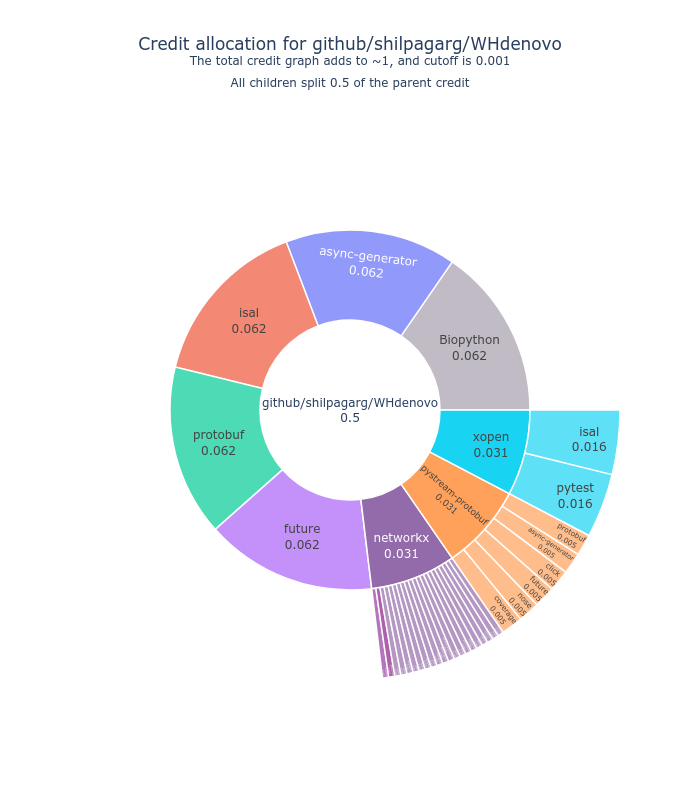 Credit allocation for github/shilpagarg/WHdenovo
The total credit graph adds to ~1, and cutoff is 0.001
All children split 0.5 of the parent credit
async-generator
0.062
isal
0.062
Biopython
0.062
github/shilpagarg/WHdenovo
0.5
protobuf
0.062
xopen
0.031
isal
0.016
pytest
0.016
pystream-protobuf
0.031
future
0.062
networkx
0.031
protobuf
0.005
async-generator
0.005
click
0.005
future
0.005
nose
0.005
coverage
0.005